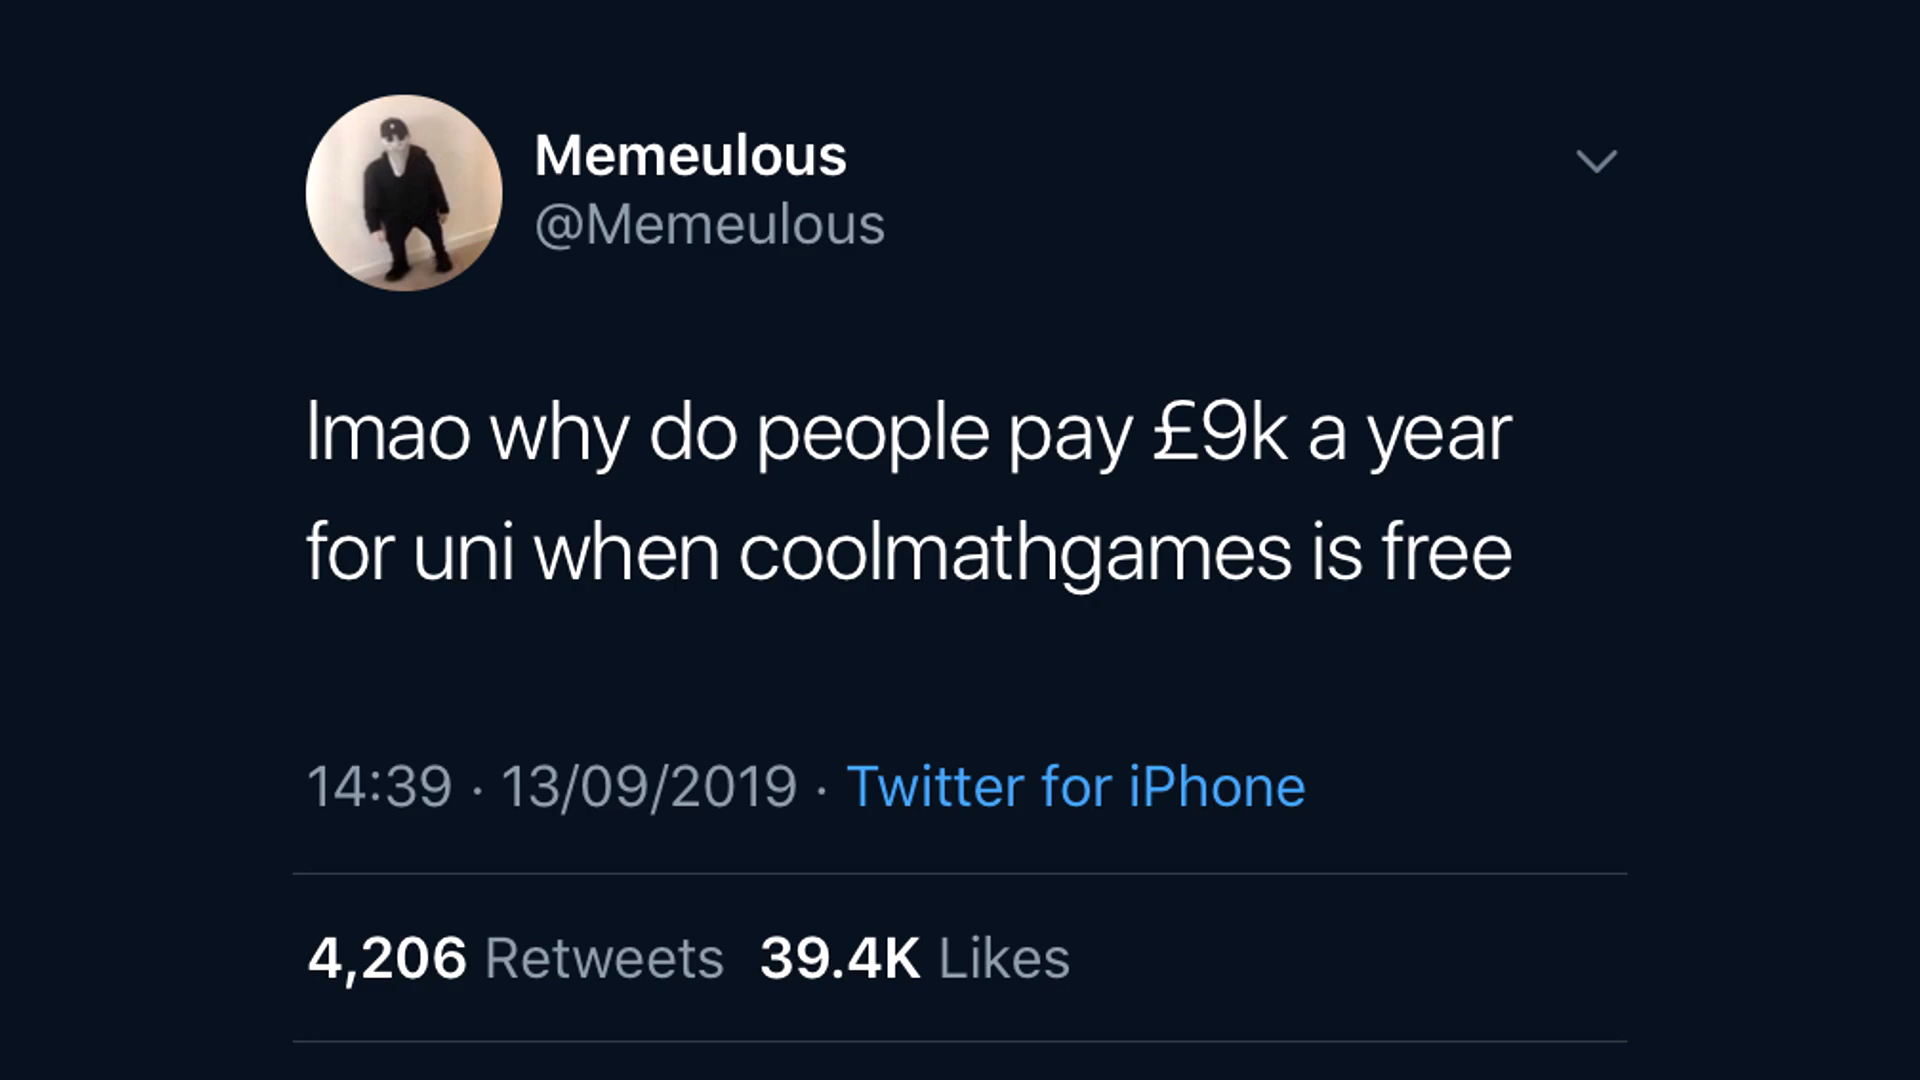 Memeulous
@Memeulous
lmao why do people pay £9k a year
for uni when coolmathgames is free
14:39 · 13/09/2019 · Twitter for iPhone
4,206 Retweets 39.4K Likes